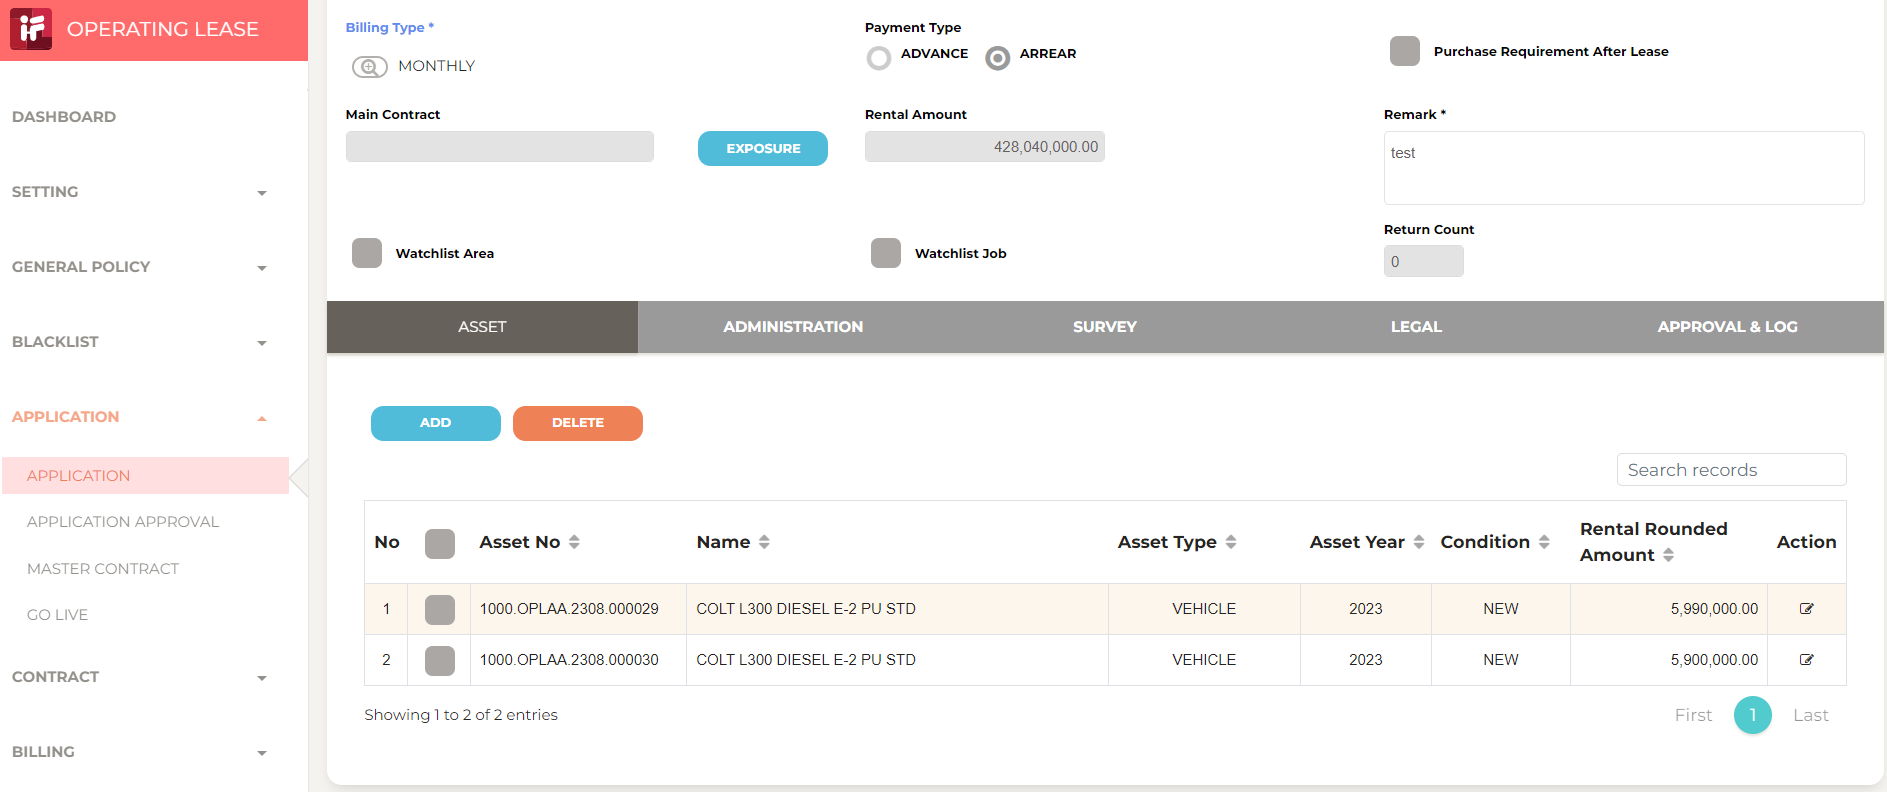 OPERATING LEASE
DASHBOARD
SETTING
GENERAL POLICY
BLACKLIST
APPLICATION
APPLICATION
APPLICATION APPROVAL
MASTER CONTRACT
GO LIVE
CONTRACT
BILLING
Billing Type *
MONTHLY
Payment Type
ADVANCE ARREAR
Purchase Requirement After Lease
Main Contract
EXPOSURE
Rental Amount
428,040,000.00
Remark *
test
Watchlist Area
Watchlist Job
Return Count
0
ASSET ADMINISTRATION SURVEY LEGAL APPROVAL & LOG
ADD DELETE
Search records
No Asset No Name Asset Type Asset Year Condition Rental Rounded Amount Action
1 1000.OPLAA.2308.000029 COLT L300 DIESEL E-2 PU STD VEHICLE 2023 NEW 5,990,000.00
2 1000.OPLAA.2308.000030 COLT L300 DIESEL E-2 PU STD VEHICLE 2023 NEW 5,900,000.00
Showing 1 to 2 of 2 entries
First 1 Last